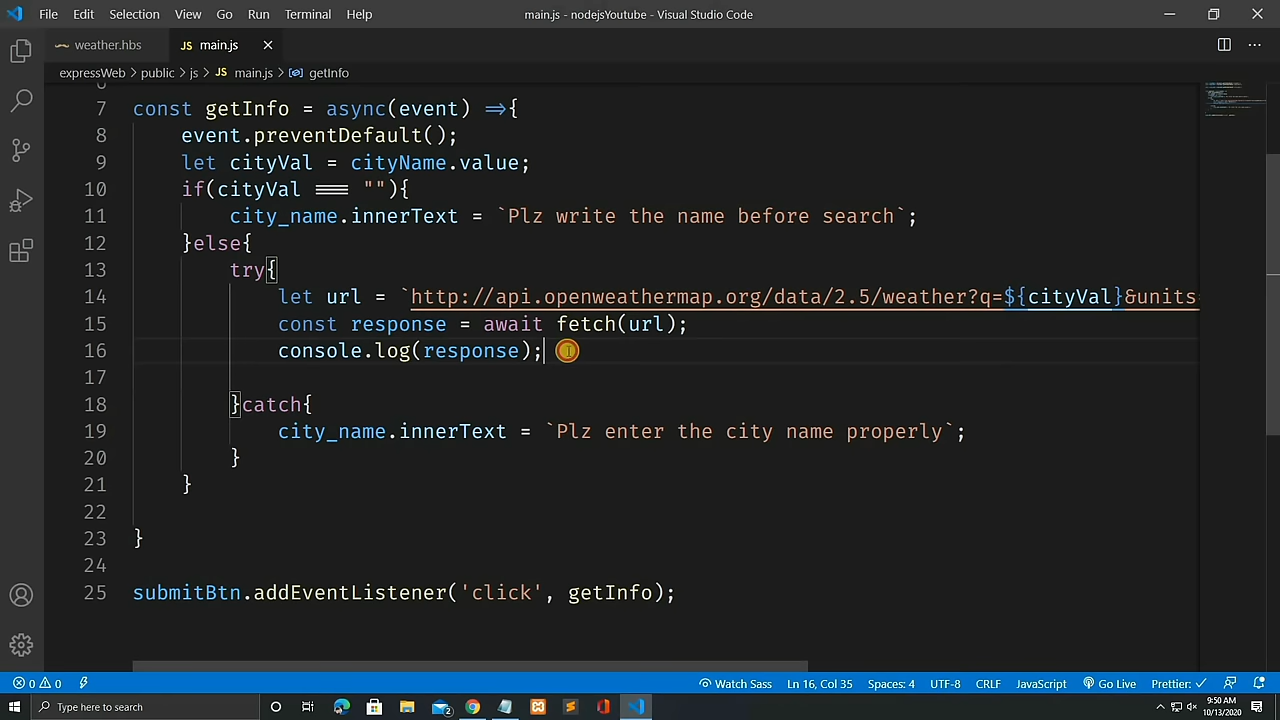 File Edit Selection View Go Run Terminal Help main.js - nodejsYoutube - Visual Studio Code
weather.hbs JS main.js
expressWeb > public > js > JS main.js > getInfo
6
7 const getInfo = async(event) =>{
8 event.preventDefault();
9 let cityVal = cityName.value;
10 if(cityVal === ""){
11 city_name.innerText = `Plz write the name before search`;
12 }else{
13 try{
14 let url = `http://api.openweathermap.org/data/2.5/weather?q=${cityVal}&units=
15 const response = await fetch(url);
16 console.log(response);
17
18 }catch{
19 city_name.innerText = `Plz enter the city name properly`;
20 }
21 }
22
23 }
24
25 submitBtn.addEventListener('click', getInfo);
0 0 Watch Sass Ln 16, Col 35 Spaces: 4 UTF-8 CRLF JavaScript Go Live Prettier: ✓
Type here to search 2 9:50 AM
10/13/2020